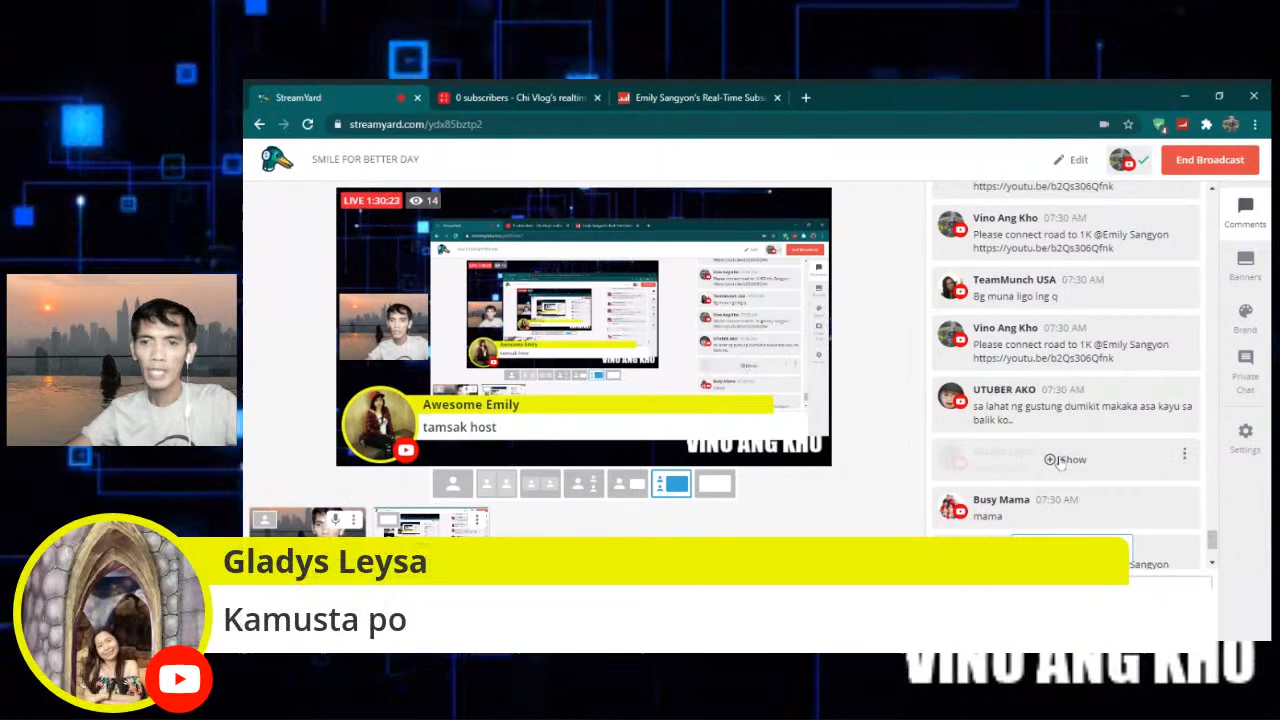 StreamYard
0 subscribers - Chi Vlog's realtim
Emily Sangyon's Real-Time Subs
streamyard.com/ydx85bztp2
SMILE FOR BETTER DAY
Edit
End Broadcast
LIVE 1:30:23
14
https://youtu.be/b2Qs306Qfnk
Vino Ang Kho 07:30 AM
Please connect road to 1K @Emily Sangyon
https://youtu.be/b2Qs306Qfnk
TeamMunch USA 07:30 AM
Bg muna ligo lng q
Vino Ang Kho 07:30 AM
Please connect road to 1K @Emily Sangyon
https://youtu.be/b2Qs306Qfnk
UTUBER AKO 07:30 AM
sa lahat ng gustung dumikit makaka asa kayu sa
balik ko..
Show
Busy Mama 07:30 AM
mama
Sangyon
Comments
Banners
Brand
Private
Chat
Settings
Awesome Emily
tamsak host
VINO ANG KHO
Gladys Leysa
Kamusta po
VINO ANG KHO